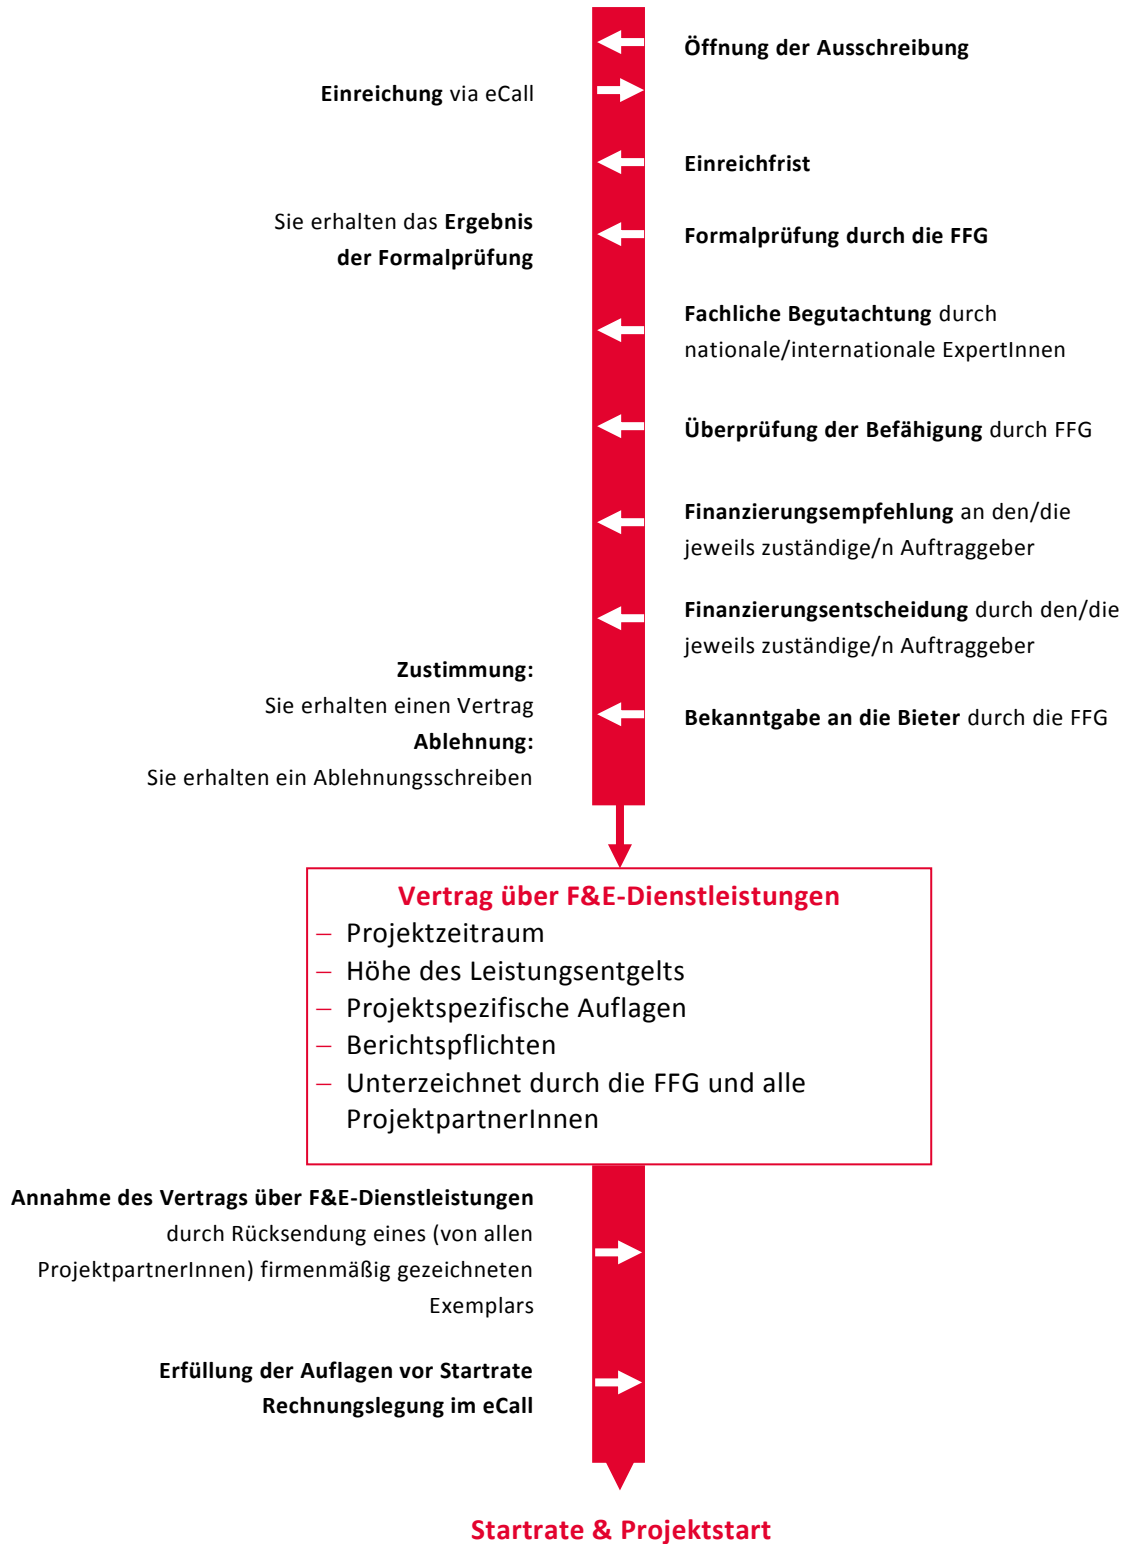 Öffnung der Ausschreibung
Einreichung via eCall
Einreichfrist
Sie erhalten das Ergebnis
der Formalprüfung
Formalprüfung durch die FFG
Fachliche Begutachtung durch
nationale/internationale ExpertInnen
Überprüfung der Befähigung durch FFG
Finanzierungsempfehlung an den/die
jeweils zuständige/n Auftraggeber
Finanzierungsentscheidung durch den/die
jeweils zuständige/n Auftraggeber
Zustimmung:
Sie erhalten einen Vertrag
Ablehnung:
Sie erhalten ein Ablehnungsschreiben
Bekanntgabe an die Bieter durch die FFG
Vertrag über F&E-Dienstleistungen
– Projektzeitraum
– Höhe des Leistungsentgelts
– Projektspezifische Auflagen
– Berichtspflichten
– Unterzeichnet durch die FFG und alle
ProjektpartnerInnen
Annahme des Vertrags über F&E-Dienstleistungen
durch Rücksendung eines (von allen
ProjektpartnerInnen) firmenmäßig gezeichneten
Exemplars
Erfüllung der Auflagen vor Startrate
Rechnungslegung im eCall
Startrate & Projektstart